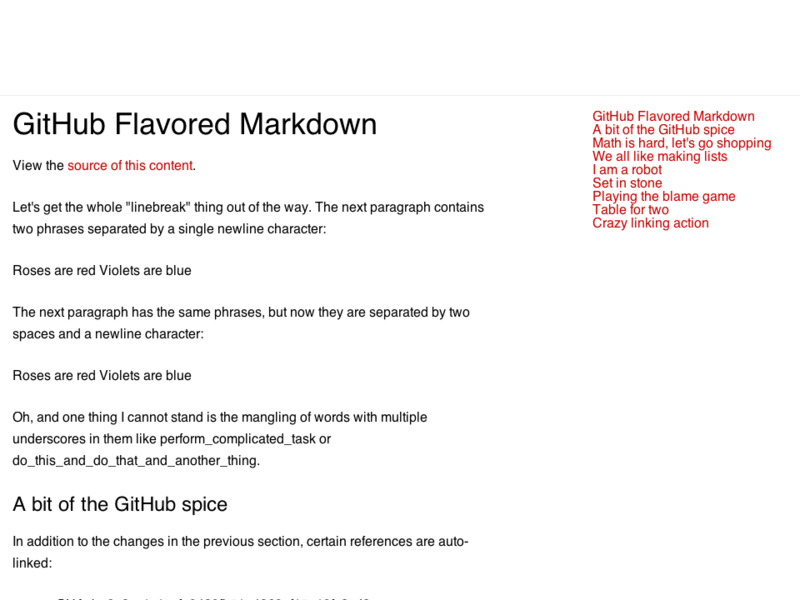 GitHub Flavored Markdown
View the source of this content.
Let's get the whole "linebreak" thing out of the way. The next paragraph contains
two phrases separated by a single newline character:
Roses are red Violets are blue
The next paragraph has the same phrases, but now they are separated by two
spaces and a newline character:
Roses are red Violets are blue
Oh, and one thing I cannot stand is the mangling of words with multiple
underscores in them like perform_complicated_task or
do_this_and_do_that_and_another_thing.
A bit of the GitHub spice
In addition to the changes in the previous section, certain references are auto-
linked:
GitHub Flavored Markdown
A bit of the GitHub spice
Math is hard, let's go shopping
We all like making lists
I am a robot
Set in stone
Playing the blame game
Table for two
Crazy linking action